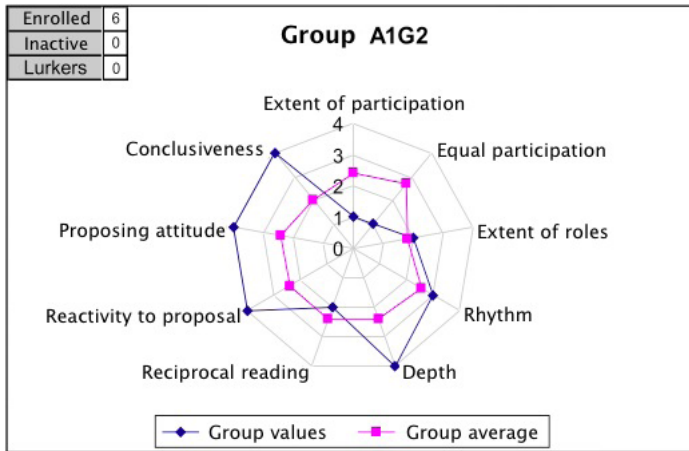 Enrolled 6
Inactive 0
Lurkers 0
Group A1G2
Extent of participation
Equal participation
Extent of roles
Rhythm
Depth
Reciprocal reading
Reactivity to proposal
Proposing attitude
Conclusiveness
4
3
2
1
0
Group values Group average